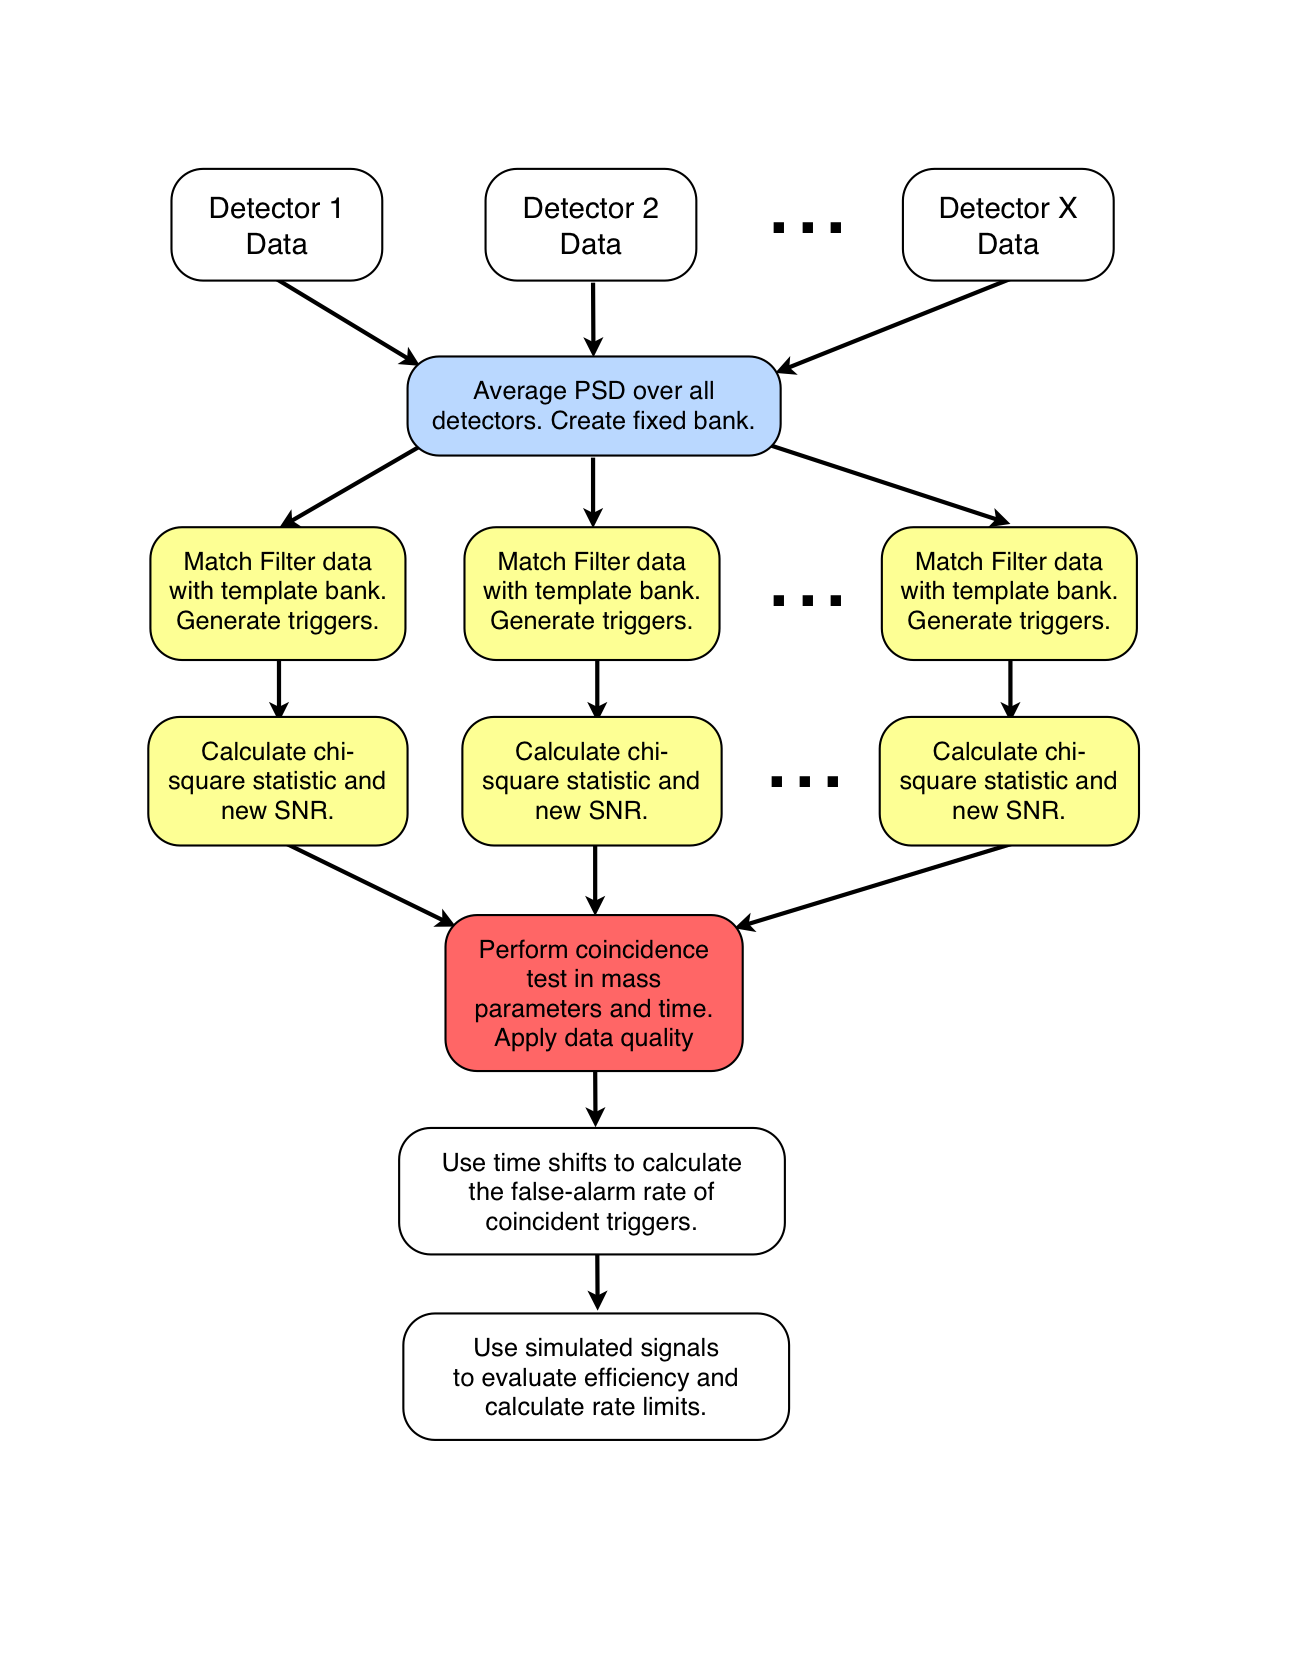 Detector 1
Data
Detector 2
Data
...
Detector X
Data
Average PSD over all
detectors. Create fixed bank.
Match Filter data
with template bank.
Generate triggers.
Match Filter data
with template bank.
Generate triggers.
...
Match Filter data
with template bank.
Generate triggers.
Calculate chi-
square statistic and
new SNR.
Calculate chi-
square statistic and
new SNR.
...
Calculate chi-
square statistic and
new SNR.
Perform coincidence
test in mass
parameters and time.
Apply data quality
Use time shifts to calculate
the false-alarm rate of
coincident triggers.
Use simulated signals
to evaluate efficiency and
calculate rate limits.